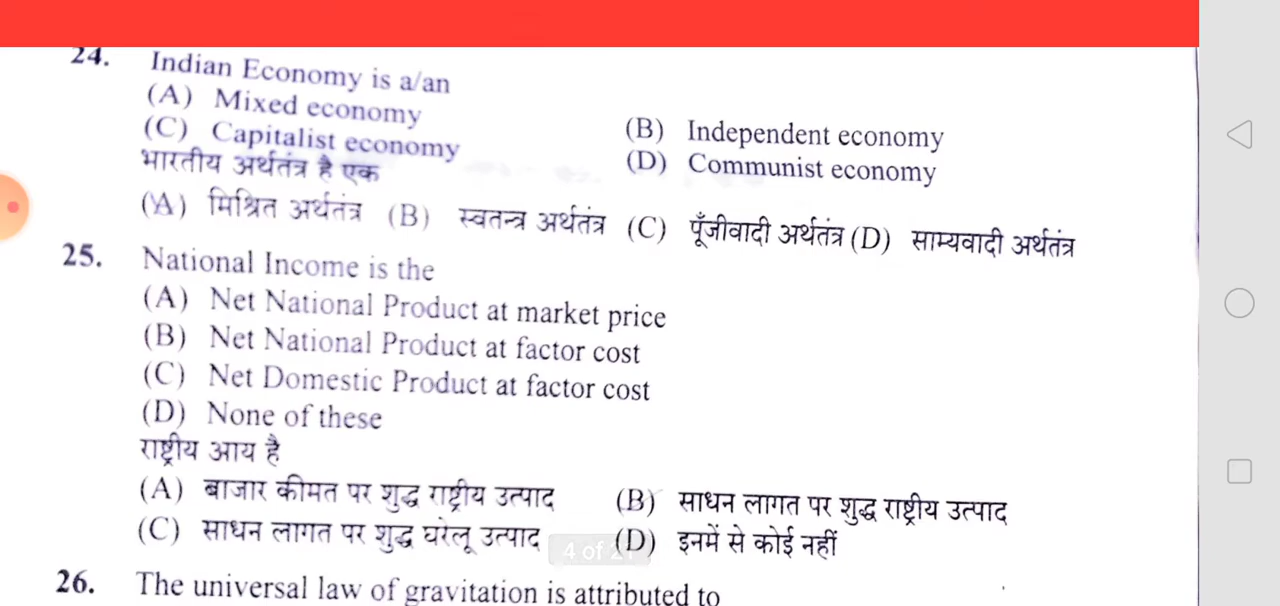 24. Indian Economy is a/an
(A) Mixed economy (B) Independent economy
(C) Capitalist economy (D) Communist economy
भारतीय अर्थतंत्र है एक
(A) मिश्रित अर्थतंत्र (B) स्वतन्त्र अर्थतंत्र (C) पूँजीवादी अर्थतंत्र (D) साम्यवादी अर्थतंत्र
25. National Income is the
(A) Net National Product at market price
(B) Net National Product at factor cost
(C) Net Domestic Product at factor cost
(D) None of these
राष्ट्रीय आय है
(A) बाजार कीमत पर शुद्ध राष्ट्रीय उत्पाद (B) साधन लागत पर शुद्ध राष्ट्रीय उत्पाद
(C) साधन लागत पर शुद्ध घरेलू उत्पाद (D) इनमें से कोई नहीं
4 of
26. The universal law of gravitation is attributed to